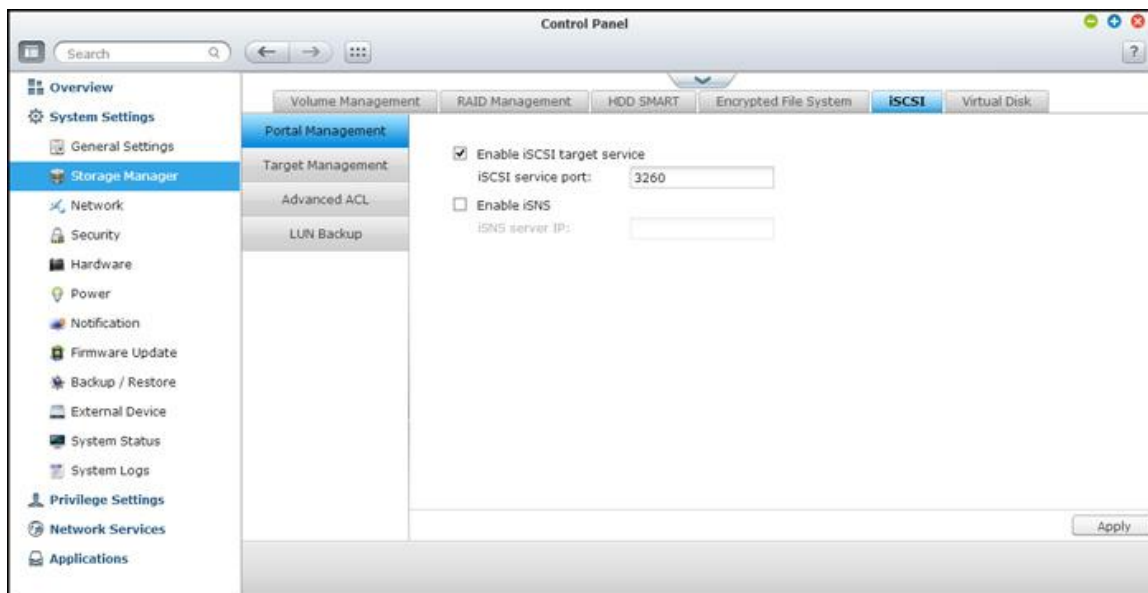 Control Panel
Search
?
Overview
System Settings
General Settings
Storage Manager
Network
Security
Hardware
Power
Notification
Firmware Update
Backup / Restore
External Device
System Status
System Logs
Privilege Settings
Network Services
Applications
Volume Management
RAID Management
HDD SMART
Encrypted File System
iSCSI
Virtual Disk
Portal Management
Target Management
Advanced ACL
LUN Backup
Enable iSCSI target service
iSCSI service port: 3260
Enable iSNS
iSNS server IP:
Apply